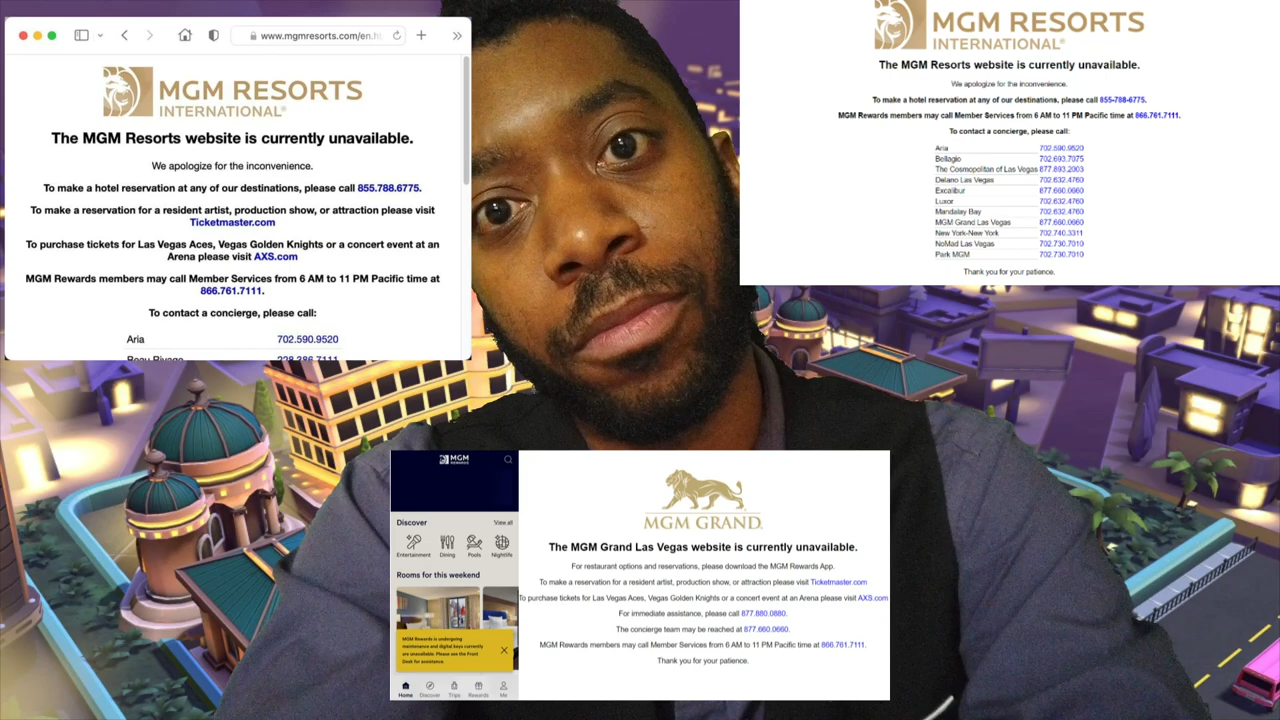 www.mgmresorts.com/en.h
MGM RESORTS
INTERNATIONAL®
The MGM Resorts website is currently unavailable.
We apologize for the inconvenience.
To make a hotel reservation at any of our destinations, please call 855.788.6775.
To make a reservation for a resident artist, production show, or attraction please visit
Ticketmaster.com
To purchase tickets for Las Vegas Aces, Vegas Golden Knights or a concert event at an
Arena please visit AXS.com
MGM Rewards members may call Member Services from 6 AM to 11 PM Pacific time at
866.761.7111.
To contact a concierge, please call:
Aria 702.590.9520
Beau Rivage 228.386.7111
MGM RESORTS
INTERNATIONAL®
The MGM Resorts website is currently unavailable.
We apologize for the inconvenience.
To make a hotel reservation at any of our destinations, please call 855-788-6775.
MGM Rewards members may call Member Services from 6 AM to 11 PM Pacific time at 866.761.7111.
To contact a concierge, please call:
Aria 702.590.9520
Bellagio 702.693.7075
The Cosmopolitan of Las Vegas 877.893.2003
Delano Las Vegas 702.632.4760
Excalibur 877.660.0660
Luxor 702.632.4760
Mandalay Bay 702.632.4760
MGM Grand Las Vegas 877.660.0660
New York-New York 702.740.3311
NoMad Las Vegas 702.730.7010
Park MGM 702.730.7010
Thank you for your patience.
MGM
REWARDS
Discover View all
Entertainment Dining Pools Nightlife
Rooms for this weekend
MGM Rewards is undergoing
maintenance and digital keys currently
are unavailable. Please see the Front
Desk for assistance.
Home Discover Trips Rewards Me
MGM GRAND.
The MGM Grand Las Vegas website is currently unavailable.
For restaurant options and reservations, please download the MGM Rewards App.
To make a reservation for a resident artist, production show, or attraction please visit Ticketmaster.com
To purchase tickets for Las Vegas Aces, Vegas Golden Knights or a concert event at an Arena please visit AXS.com
For immediate assistance, please call 877.880.0880.
The concierge team may be reached at 877.660.0660.
MGM Rewards members may call Member Services from 6 AM to 11 PM Pacific time at 866.761.7111.
Thank you for your patience.